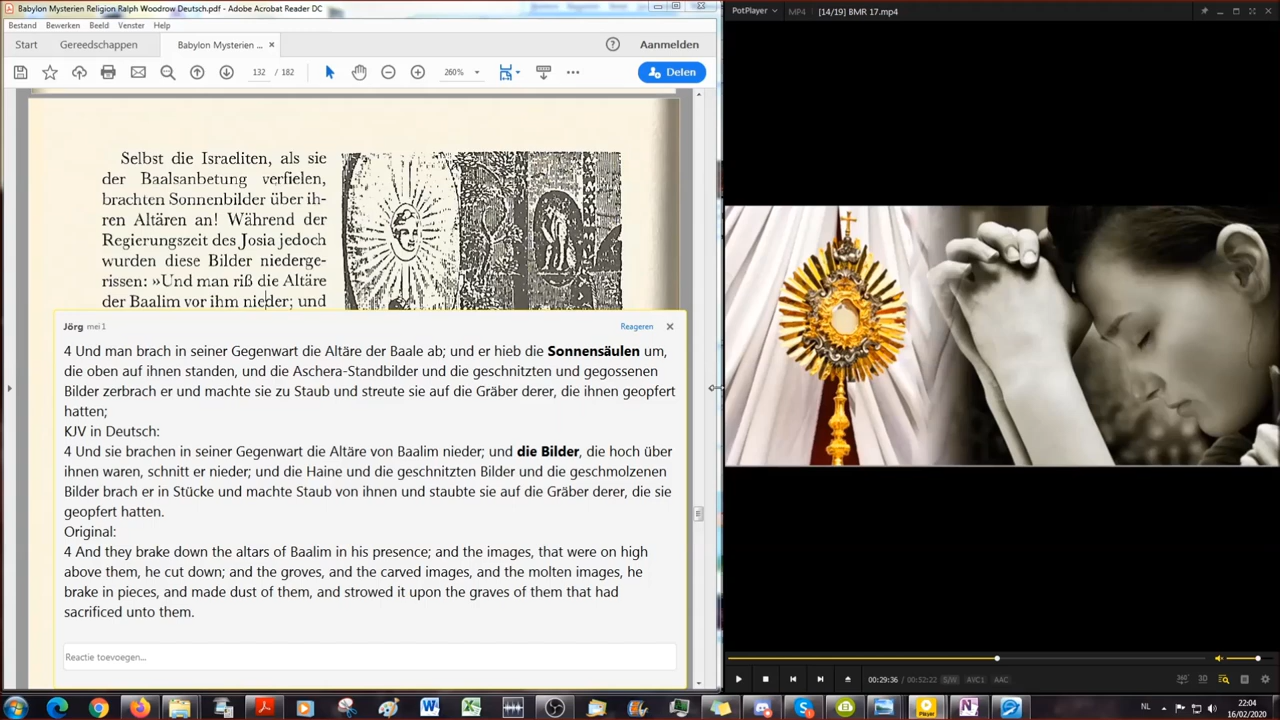 Babylon Mysterien Religion Ralph Woodrow Deutsch.pdf - Adobe Acrobat Reader DC
Bestand Bewerken Beeld Venster Help
Start Gereedschappen Babylon Mysterien ... × Aanmelden
132 / 182 260% Delen
Selbst die Israeliten, als sie
der Baalsanbetung verfielen,
brachten Sonnenbilder über ih-
ren Altären an! Während der
Regierungszeit des Josia jedoch
wurden diese Bilder niederge-
rissen: »Und man riß die Altäre
der Baalim vor ihm nieder; und
Jörg mei 1 Reageren
4 Und man brach in seiner Gegenwart die Altäre der Baale ab; und er hieb die Sonnensäulen um,
die oben auf ihnen standen, und die Aschera-Standbilder und die geschnitzten und gegossenen
Bilder zerbrach er und machte sie zu Staub und streute sie auf die Gräber derer, die ihnen geopfert
hatten;
KJV in Deutsch:
4 Und sie brachen in seiner Gegenwart die Altäre von Baalim nieder; und die Bilder, die hoch über
ihnen waren, schnitt er nieder; und die Haine und die geschnitzten Bilder und die geschmolzenen
Bilder brach er in Stücke und machte Staub von ihnen und staubte sie auf die Gräber derer, die sie
geopfert hatten.
Original:
4 And they brake down the altars of Baalim in his presence; and the images, that were on high
above them, he cut down; and the groves, and the carved images, and the molten images, he
brake in pieces, and made dust of them, and strowed it upon the graves of them that had
sacrificed unto them.
Reactie toevoegen...
PotPlayer MP4 [14/19] BMR 17.mp4
00:29:36 / 00:52:22 S/W AVC1 AAC
360° 3D
NL 22:04
16/02/2020